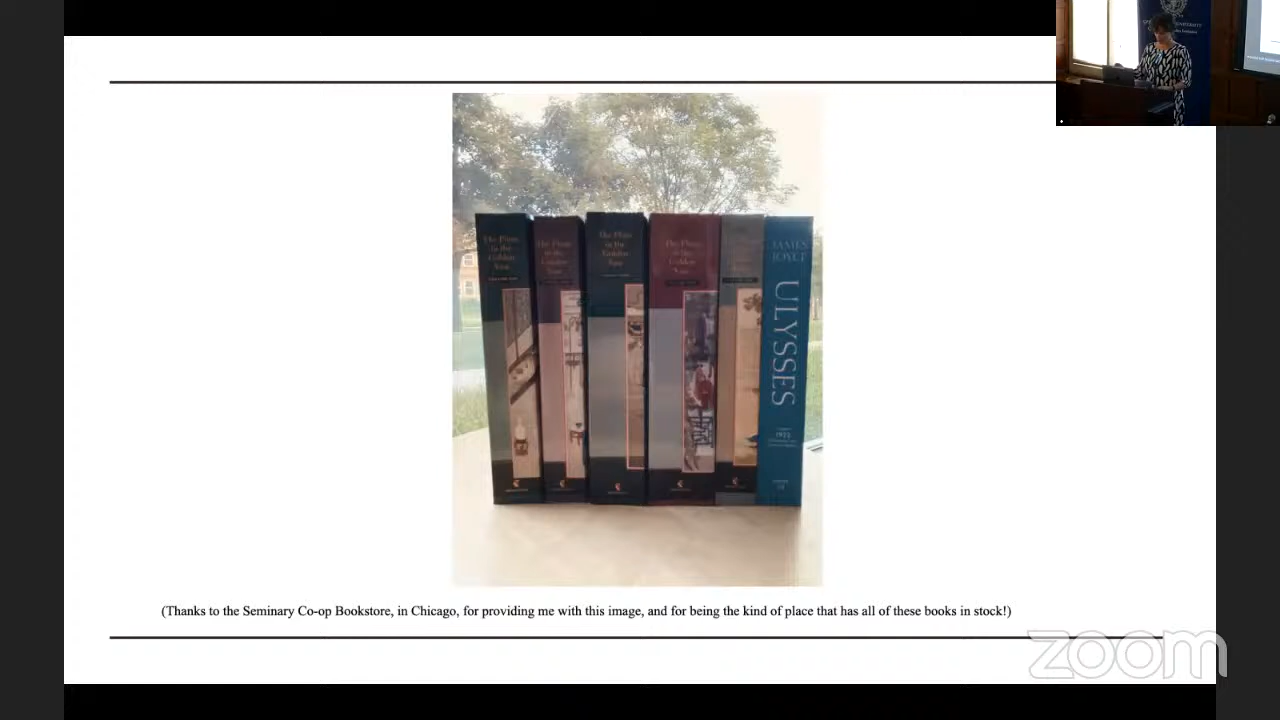 The Plum
in the
Golden
Vase
The Plum
in the
Golden
Vase
The Plum
in the
Golden
Vase
The Plum
in the
Golden
Vase
JAMES
JOYCE
ULYSSES
1922
(Thanks to the Seminary Co-op Bookstore, in Chicago, for providing me with this image, and for being the kind of place that has all of these books in stock!)
zoom